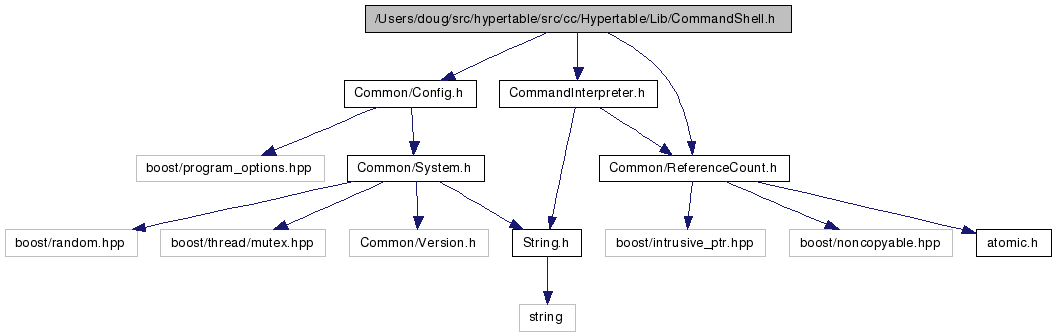 /Users/doug/src/hypertable/src/cc/Hypertable/Lib/CommandShell.h
Common/Config.h
CommandInterpreter.h
boost/program_options.hpp
Common/System.h
Common/ReferenceCount.h
boost/random.hpp
boost/thread/mutex.hpp
Common/Version.h
String.h
boost/intrusive_ptr.hpp
boost/noncopyable.hpp
atomic.h
string